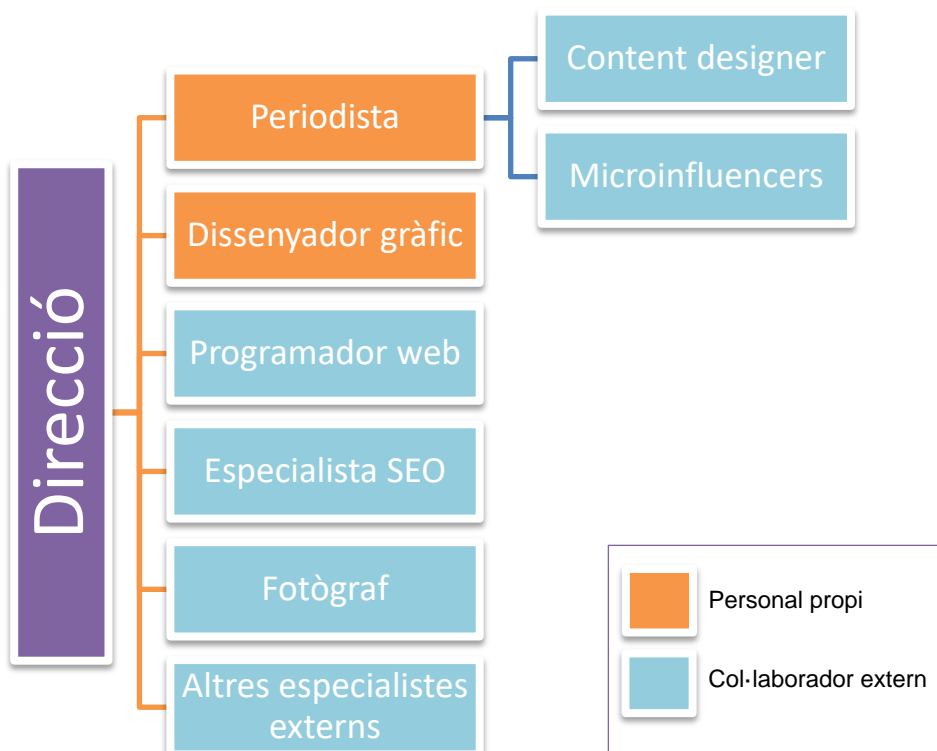 Direcció
Periodista
Content designer
Microinfluencers
Dissenyador gràfic
Programador web
Especialista SEO
Fotògraf
Altres especialistes
externs
Personal propi
Col·laborador extern